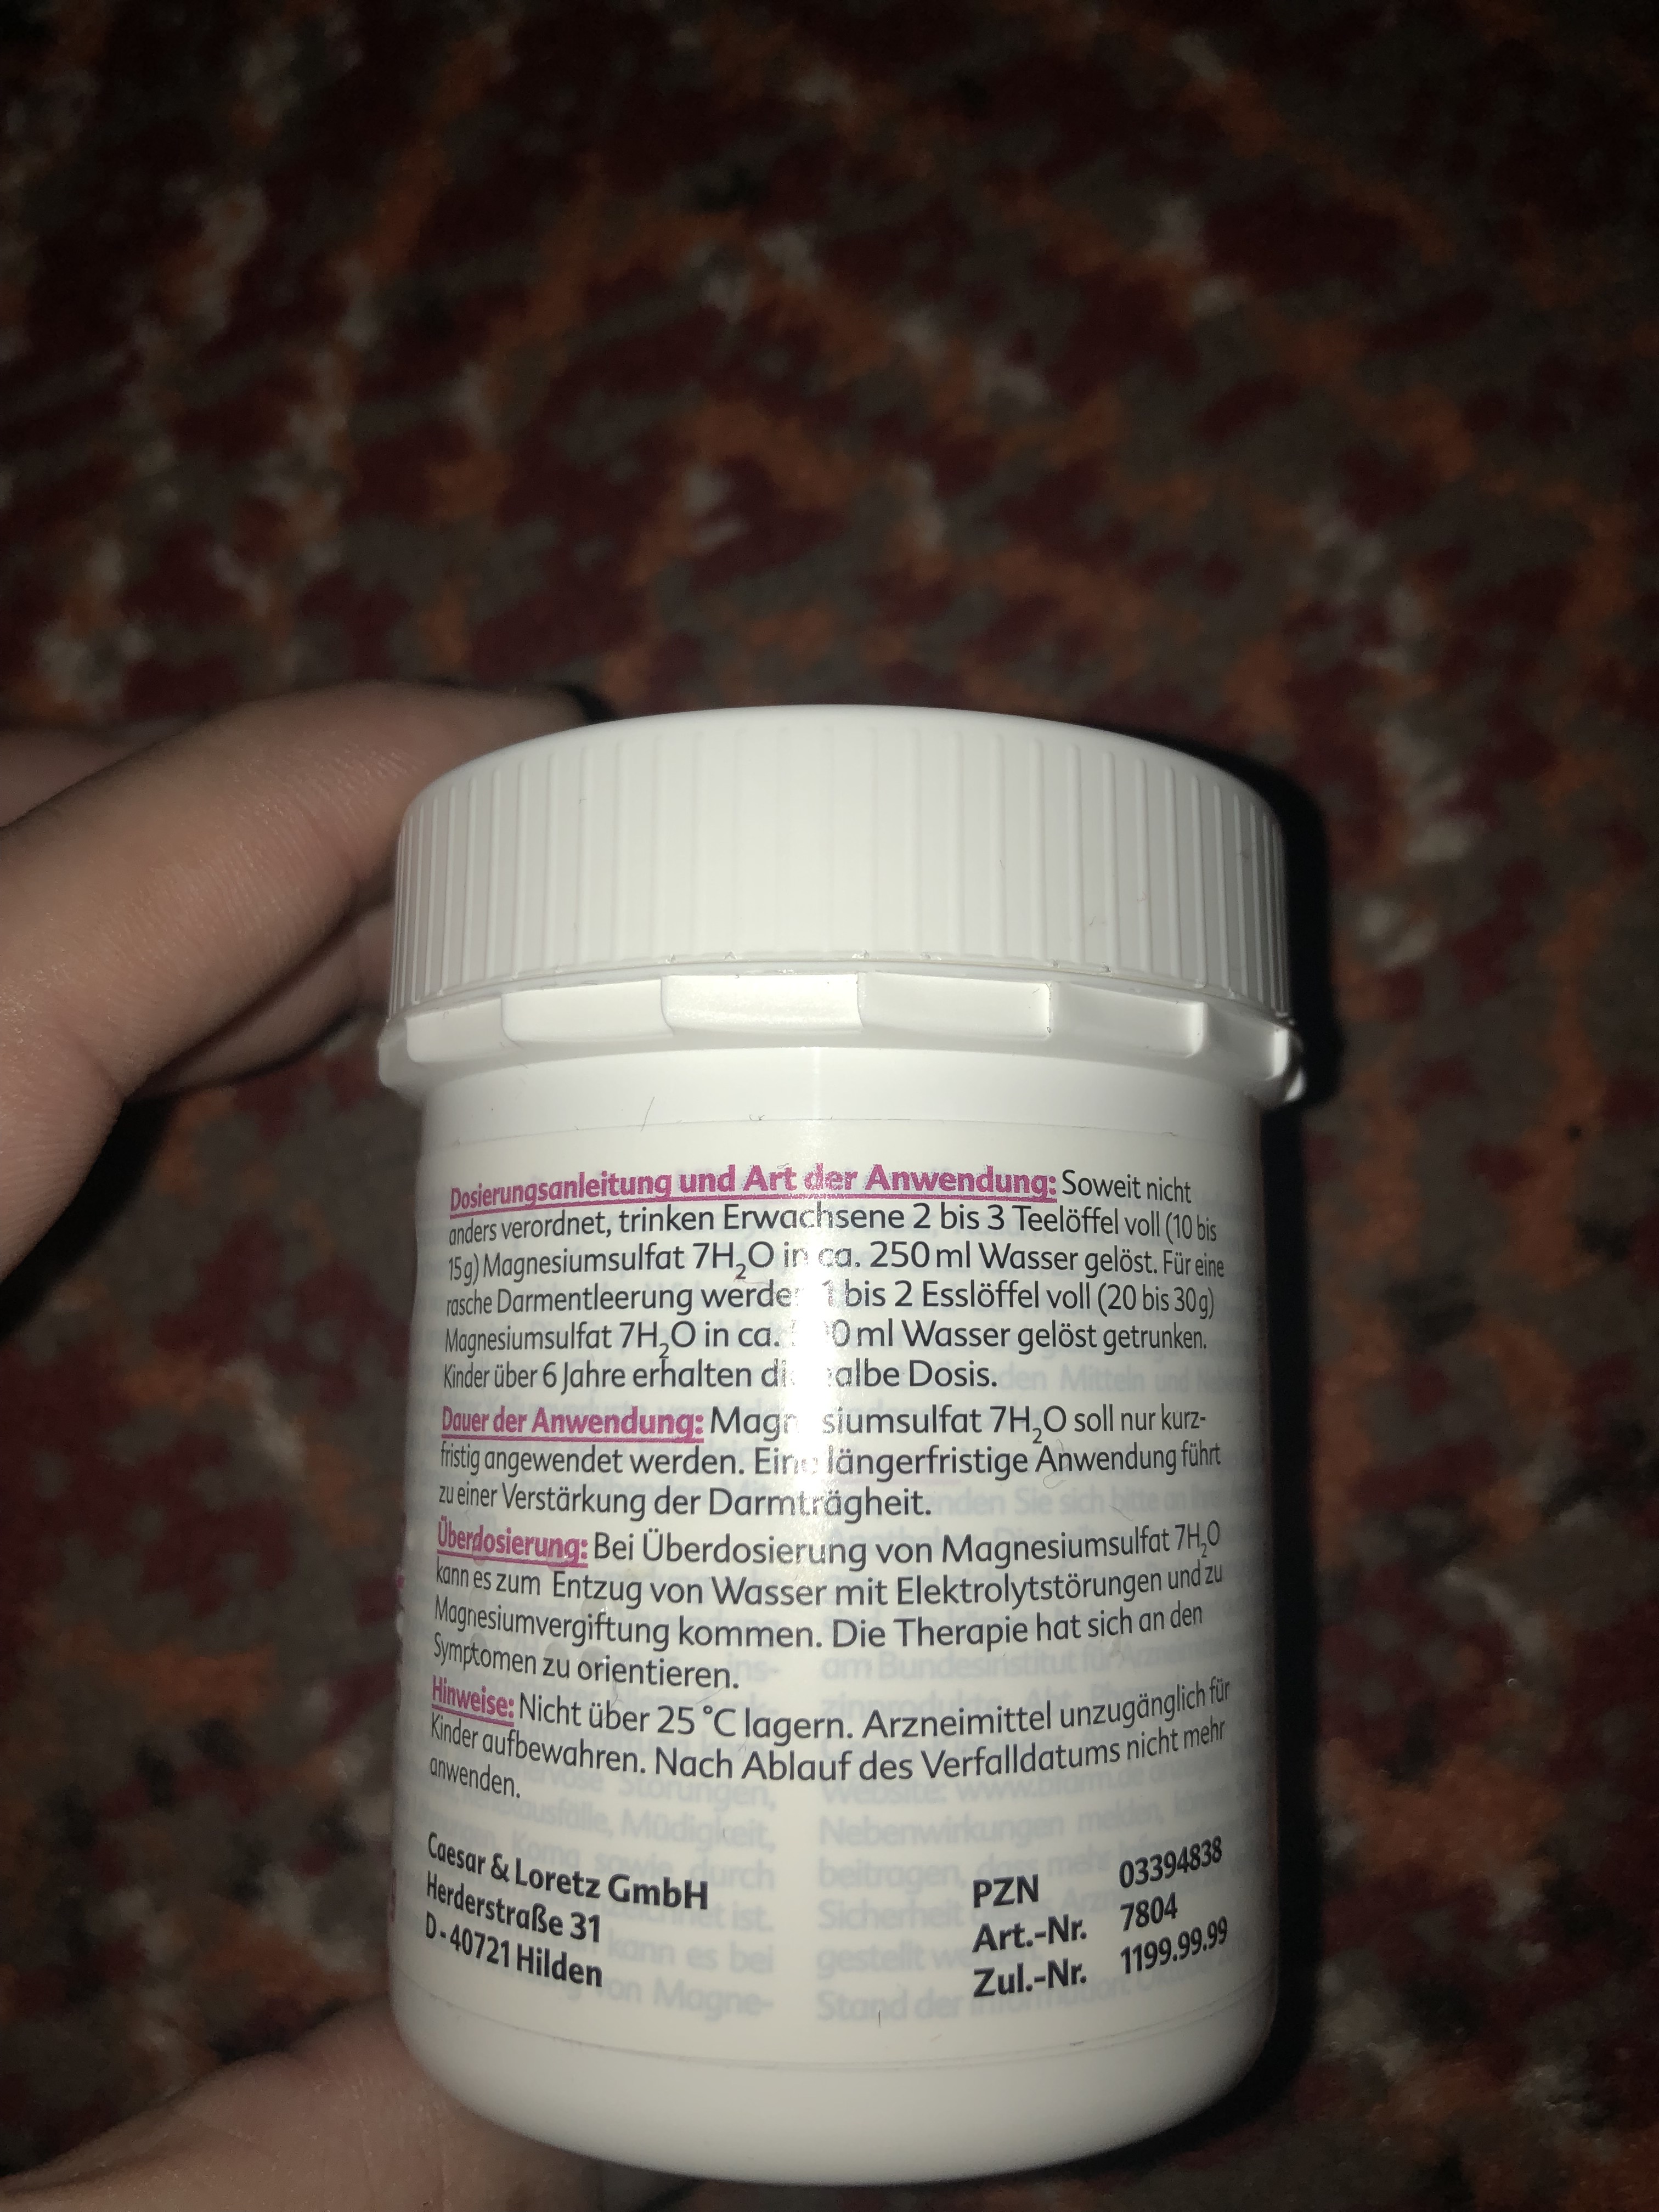 Dosierungsanleitung und Art der Anwendung: Soweit nicht
anders verordnet, trinken Erwachsene 2 bis 3 Teelöffel voll (10 bis
15g) Magnesiumsulfat 7H₂O in ca. 250 ml Wasser gelöst. Für eine
rasche Darmentleerung werden 1 bis 2 Esslöffel voll (20 bis 30g)
Magnesiumsulfat 7H₂O in ca. ml Wasser gelöst getrunken.
Kinder über 6 Jahre erhalten die halbe Dosis.
Dauer der Anwendung: Magnesiumsulfat 7H₂O soll nur kurz-
fristig angewendet werden. Eine längerfristige Anwendung führt
zu einer Verstärkung der Darmträgheit.
Überdosierung: Bei Überdosierung von Magnesiumsulfat 7H₂O
kann es zum Entzug von Wasser mit Elektrolytstörungen und zu
Magnesiumvergiftung kommen. Die Therapie hat sich an den
Symptomen zu orientieren.
Hinweise: Nicht über 25 °C lagern. Arzneimittel unzugänglich für
Kinder aufbewahren. Nach Ablauf des Verfalldatums nicht mehr
anwenden.
Caesar & Loretz GmbH
Herderstraße 31
D-40721 Hilden
PZN 03394838
Art.-Nr. 7804
Zul.-Nr. 1199.99.99